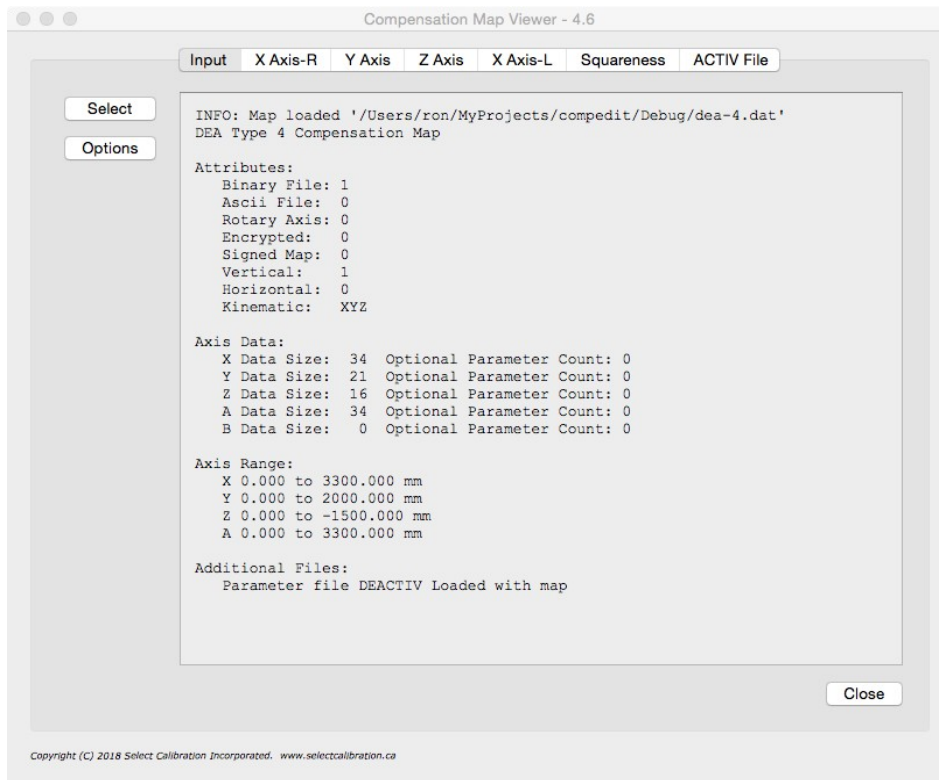 Compensation Map Viewer - 4.6
Input X Axis-R Y Axis Z Axis X Axis-L Squareness ACTIV File
Select
Options
INFO: Map loaded '/Users/ron/MyProjects/compedit/Debug/dea-4.dat'
DEA Type 4 Compensation Map
Attributes:
Binary File: 1
Ascii File: 0
Rotary Axis: 0
Encrypted: 0
Signed Map: 0
Vertical: 1
Horizontal: 0
Kinematic: XYZ
Axis Data:
X Data Size: 34 Optional Parameter Count: 0
Y Data Size: 21 Optional Parameter Count: 0
Z Data Size: 16 Optional Parameter Count: 0
A Data Size: 34 Optional Parameter Count: 0
B Data Size: 0 Optional Parameter Count: 0
Axis Range:
X 0.000 to 3300.000 mm
Y 0.000 to 2000.000 mm
Z 0.000 to -1500.000 mm
A 0.000 to 3300.000 mm
Additional Files:
Parameter file DEACTIV Loaded with map
Close
Copyright (C) 2018 Select Calibration Incorporated. www.selectcalibration.ca